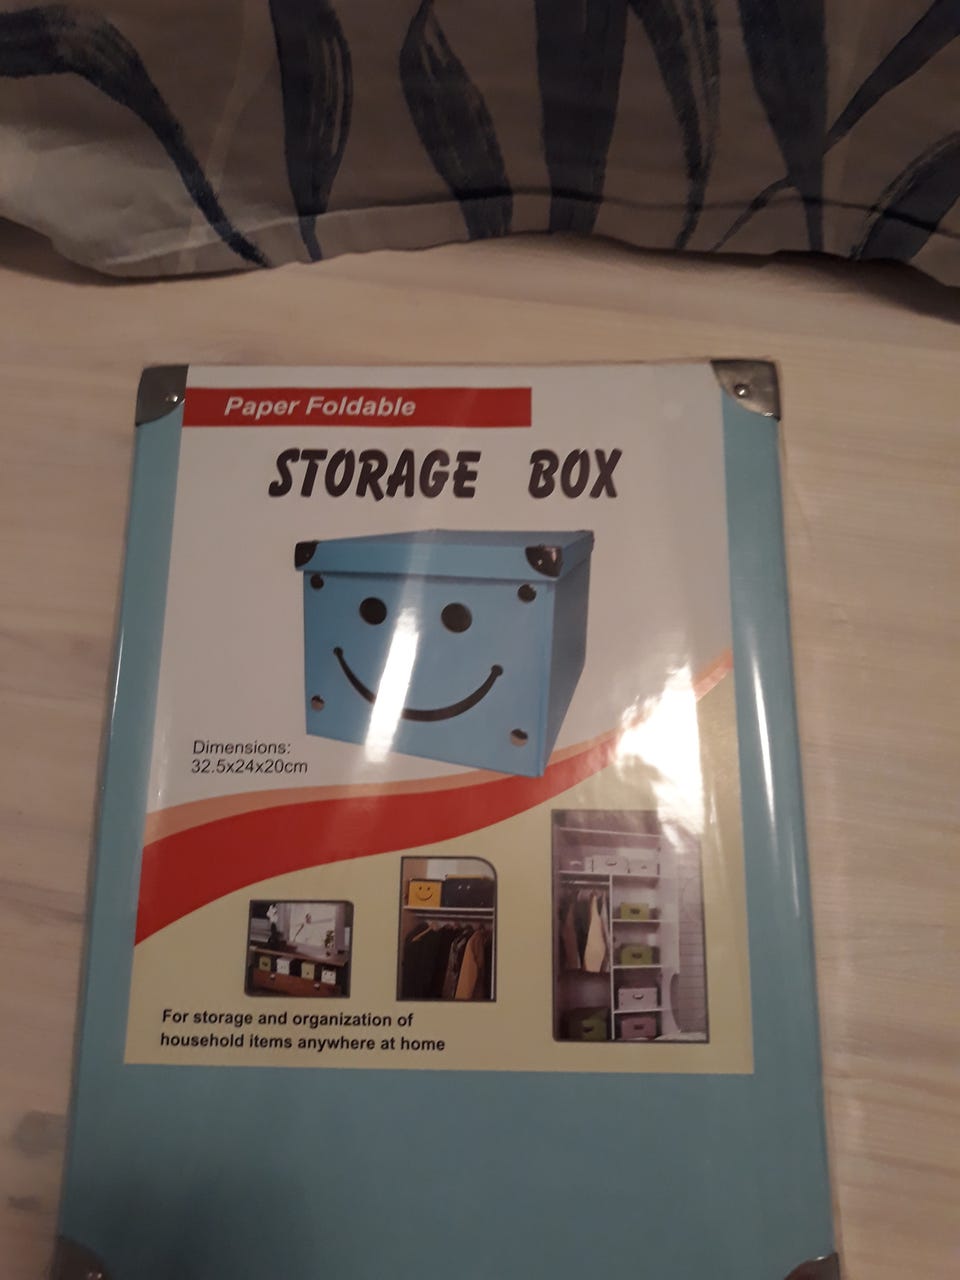 Paper Foldable
STORAGE BOX
Dimensions:
32.5x24x20cm
For storage and organization of
household items anywhere at home